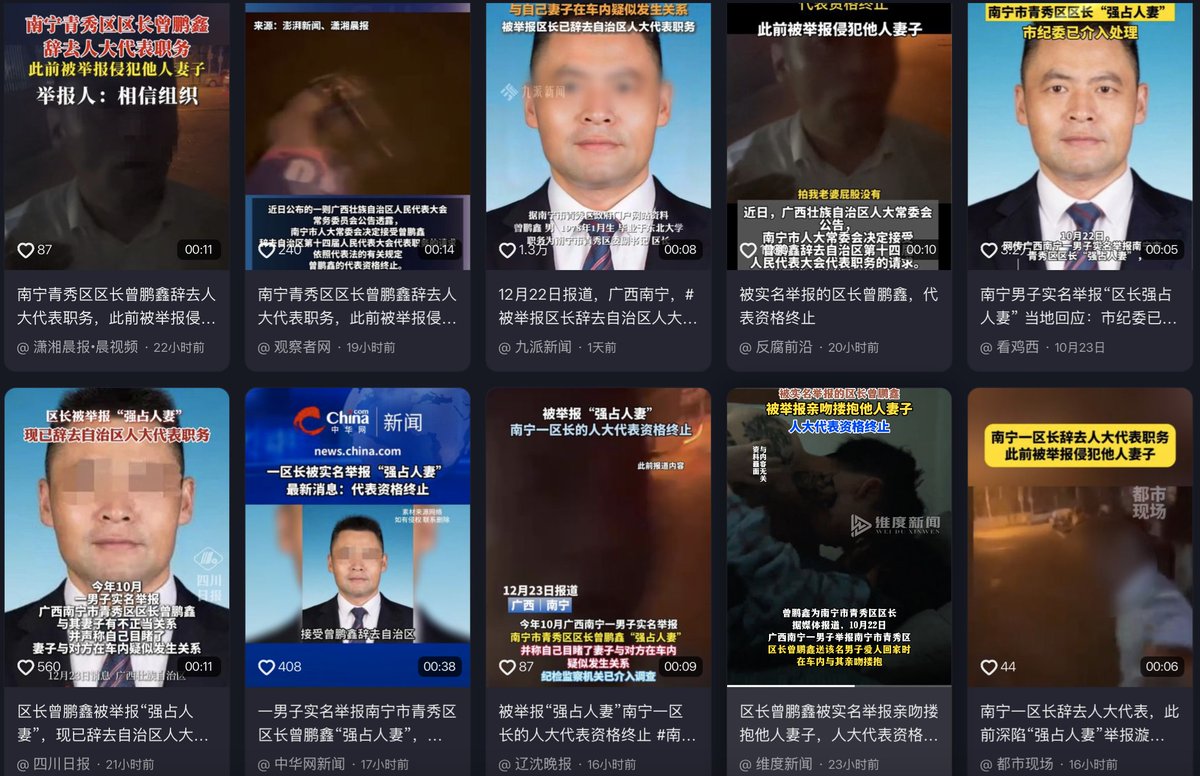 南宁青秀区区长曾鹏鑫
辞去人大代表职务
此前被举报侵犯他人妻子
举报人：相信组织
87
00:11
南宁青秀区区长曾鹏鑫辞去人
大代表职务，此前被举报侵...
@ 潇湘晨报•晨视频 · 22小时前
来源：澎湃新闻、潇湘晨报
近日公布的一则广西壮族自治区人民代表大会
常务委员会公告透露，
南宁市人大常委会决定接受曾鹏鑫
辞去自治区第十四届人民代表大会代表职务的请求。
依照代表法的有关规定
曾鹏鑫的代表资格终止。
240
00:14
南宁青秀区区长曾鹏鑫辞去人
大代表职务，此前被举报侵...
@ 观察者网 · 19小时前
与自己妻子在车内疑似发生关系
被举报区长已辞去自治区人大代表职务
九派新闻
据南宁市青秀区政府门户网站资料
曾鹏鑫 男 1978年1月生 毕业于东北大学
1.3万
00:08
12月22日报道，广西南宁，#
被举报区长辞去自治区人大...
@ 九派新闻 · 1天前
代表资格终止
此前被举报侵犯他人妻子
拍我老婆屁股没有
近日，广西壮族自治区人大常委会
公告，
南宁市人大常委会决定接受
曾鹏鑫辞去自治区第十四届
人民代表大会代表职务的请求。
00:10
被实名举报的区长曾鹏鑫，代
表资格终止
@ 反腐前沿 · 20小时前
南宁市青秀区区长“强占人妻”
市纪委已介入处理
10月22日，
网传广西南宁一男子实名举报南宁市
青秀区区长“强占人妻”，
00:05
南宁男子实名举报“区长强占
人妻” 当地回应：市纪委已...
@ 看鸡西 · 10月23日
区长被举报“强占人妻”
现已辞去自治区人大代表职务
四川
日报
今年10月
一男子实名举报
广西南宁市青秀区区长曾鹏鑫
与其妻子有不正当关系
并声称自己目睹了
妻子与对方在车内疑似发生关系
12月23日消息 广西壮族自治区
560
00:11
区长曾鹏鑫被举报“强占人
妻”，现已辞去自治区人大...
@ 四川日报 · 21小时前
China
.com
中华网
新闻
news.china.com
一区长被实名举报“强占人妻”
最新消息：代表资格终止
素材来源网络
如有侵权 联系删除
接受曾鹏鑫辞去自治区
408
00:38
一男子实名举报南宁市青秀区
区长曾鹏鑫“强占人妻”，...
@ 中华网新闻 · 17小时前
被举报“强占人妻”
南宁一区长的人大代表资格终止
此前报道内容
12月23日报道
广西 | 南宁
今年10月广西南宁一男子实名举报
南宁市青秀区区长曾鹏鑫“强占人妻”
并称自己目睹了妻子与对方在车内
疑似发生关系
纪检监察机关已介入调查
87
00:09
被举报“强占人妻”南宁一区
长的人大代表资格终止 #南...
@ 辽沈晚报 · 16小时前
被实名举报的区长曾鹏鑫
被举报亲吻搂抱他人妻子
人大代表资格终止
资料画面
与内容无关
维度新闻
WEI DU XINWEN
曾鹏鑫为南宁市青秀区区长
据媒体报道，10月22日
广西南宁一男子举报南宁市青秀区
区长曾鹏鑫送该名男子爱人回家时
在车内与其亲吻搂抱
区长曾鹏鑫被实名举报亲吻搂
抱他人妻子，人大代表资格...
@ 维度新闻 · 23小时前
南宁一区长辞去人大代表职务
此前被举报侵犯他人妻子
都市
现场
44
00:06
南宁一区长辞去人大代表，此
前深陷“强占人妻”举报漩...
@ 都市现场 · 16小时前